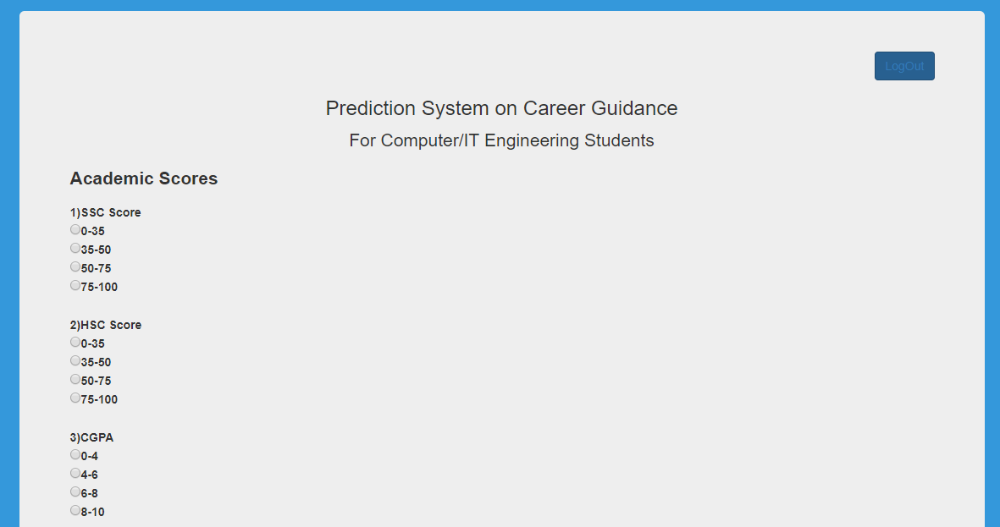 LogOut
Prediction System on Career Guidance
For Computer/IT Engineering Students
Academic Scores
1)SSC Score
0-35
35-50
50-75
75-100
2)HSC Score
0-35
35-50
50-75
75-100
3)CGPA
0-4
4-6
6-8
8-10